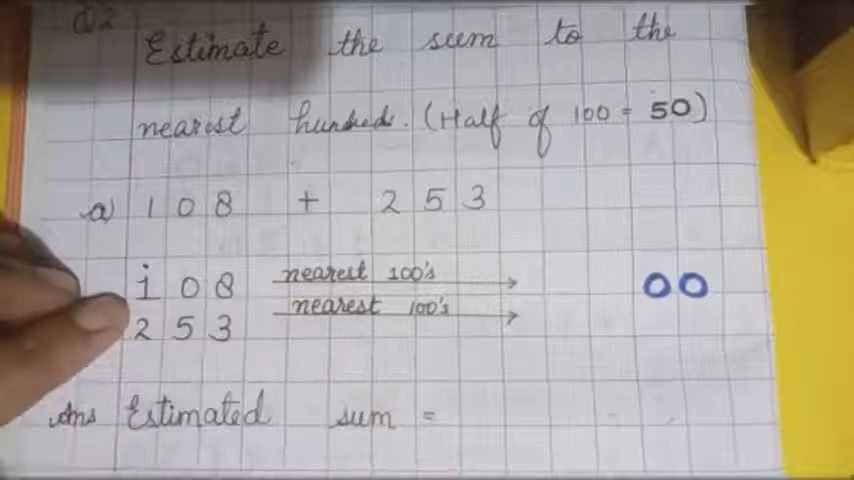 Q2
Estimate the sum to the
nearest hundred. (Half of 100 = 50)
a) 108 + 253
108 nearest 100's 00
253 nearest 100's
Ans Estimated sum =